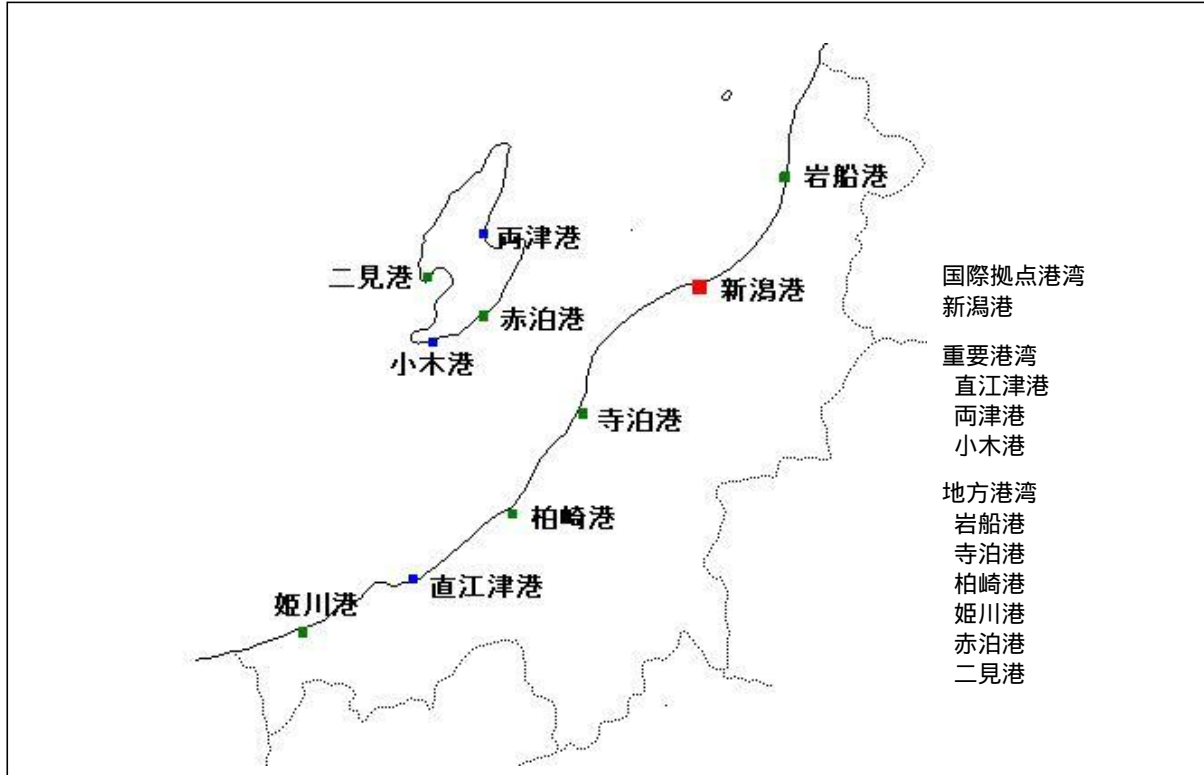 岩船港
両津港
二見港
新潟港
赤泊港
小木港
寺泊港
柏崎港
直江津港
姫川港
国際拠点港湾
新潟港
重要港湾
直江津港
両津港
小木港
地方港湾
岩船港
寺泊港
柏崎港
姫川港
赤泊港
二見港